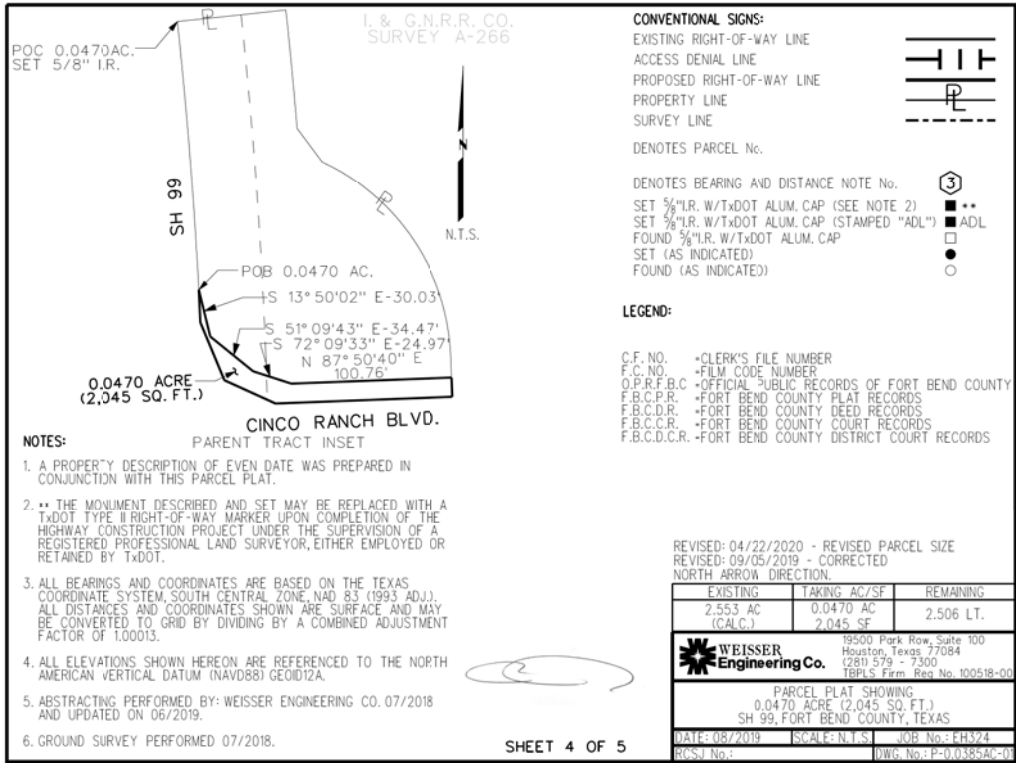 I. & G.N.R.R. CO.
SURVEY A-266
POC 0.0470AC.
SET 5/8" I.R.
PL
PL
N
N.T.S.
SH 99
POB 0.0470 AC.
S 13°50'02" E-30.03'
S 51°09'43" E-34.47'
S 72°09'33" E-24.97'
N 87°50'40" E
100.76'
0.0470 ACRE
(2,045 SQ. FT.)
CINCO RANCH BLVD.
PARENT TRACT INSET
NOTES:
1. A PROPERTY DESCRIPTION OF EVEN DATE WAS PREPARED IN
CONJUNCTION WITH THIS PARCEL PLAT.
2. ** THE MONUMENT DESCRIBED AND SET MAY BE REPLACED WITH A
TxDOT TYPE II RIGHT-OF-WAY MARKER UPON COMPLETION OF THE
HIGHWAY CONSTRUCTION PROJECT UNDER THE SUPERVISION OF A
REGISTERED PROFESSIONAL LAND SURVEYOR, EITHER EMPLOYED OR
RETAINED BY TxDOT.
3. ALL BEARINGS AND COORDINATES ARE BASED ON THE TEXAS
COORDINATE SYSTEM, SOUTH CENTRAL ZONE, NAD 83 (1993 ADJ.).
ALL DISTANCES AND COORDINATES SHOWN ARE SURFACE AND MAY
BE CONVERTED TO GRID BY DIVIDING BY A COMBINED ADJUSTMENT
FACTOR OF 1.00013.
4. ALL ELEVATIONS SHOWN HEREON ARE REFERENCED TO THE NORTH
AMERICAN VERTICAL DATUM (NAVD88) GEOID12A.
5. ABSTRACTING PERFORMED BY: WEISSER ENGINEERING CO. 07/2018
AND UPDATED ON 06/2019.
6. GROUND SURVEY PERFORMED 07/2018.
SHEET 4 OF 5
CONVENTIONAL SIGNS:
EXISTING RIGHT-OF-WAY LINE
ACCESS DENIAL LINE
PROPOSED RIGHT-OF-WAY LINE
PROPERTY LINE PL
SURVEY LINE
DENOTES PARCEL No.
DENOTES BEARING AND DISTANCE NOTE No. 3
SET 5/8"I.R. W/TxDOT ALUM. CAP (SEE NOTE 2) **
SET 5/8"I.R. W/TxDOT ALUM. CAP (STAMPED "ADL") ADL
FOUND 5/8"I.R. W/TxDOT ALUM. CAP
SET (AS INDICATED)
FOUND (AS INDICATED)
LEGEND:
C.F. NO. =CLERK'S FILE NUMBER
F.C. NO. =FILM CODE NUMBER
O.P.R.F.B.C =OFFICIAL PUBLIC RECORDS OF FORT BEND COUNTY
F.B.C.P.R. =FORT BEND COUNTY PLAT RECORDS
F.B.C.D.R. =FORT BEND COUNTY DEED RECORDS
F.B.C.C.R. =FORT BEND COUNTY COURT RECORDS
F.B.C.D.C.R. =FORT BEND COUNTY DISTRICT COURT RECORDS
REVISED: 04/22/2020 - REVISED PARCEL SIZE
REVISED: 09/05/2019 - CORRECTED
NORTH ARROW DIRECTION.
EXISTING TAKING AC/SF REMAINING
2.553 AC 0.0470 AC 2.506 LT.
(CALC.) 2,045 SF
WEISSER
Engineering Co.
19500 Park Row, Suite 100
Houston, Texas 77084
(281) 579 - 7300
TBPLS Firm Reg No. 100518-00
PARCEL PLAT SHOWING
0.0470 ACRE (2,045 SQ. FT.)
SH 99, FORT BEND COUNTY, TEXAS
DATE: 08/2019 SCALE: N.T.S. JOB No.: EH324
RCSJ No.: DWG. No.: P-0.0385AC-01